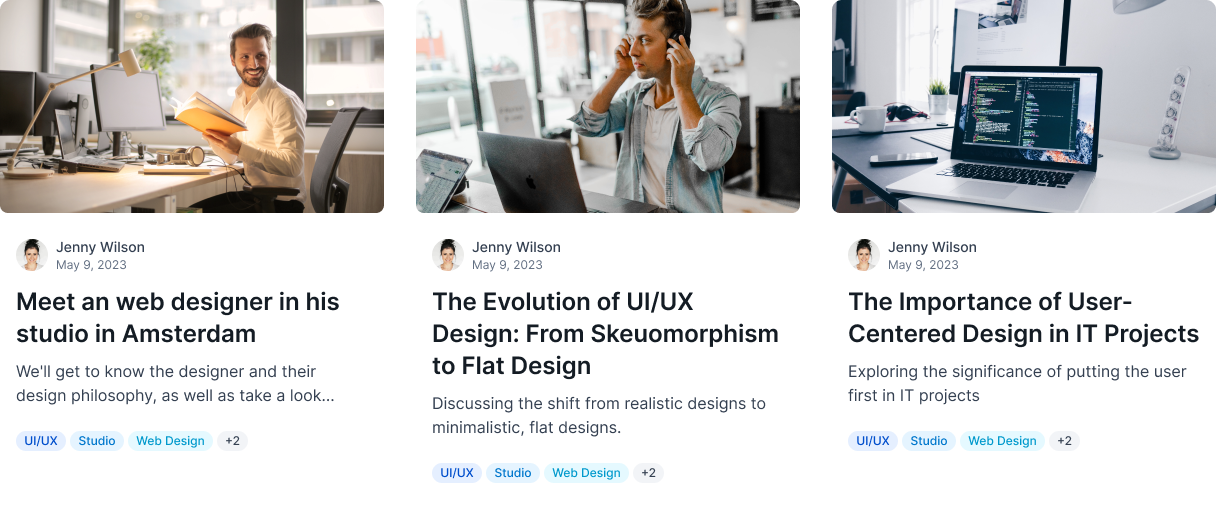 Jenny Wilson
May 9, 2023
Meet an web designer in his
studio in Amsterdam
We'll get to know the designer and their
design philosophy, as well as take a look...
UI/UX Studio Web Design +2
Jenny Wilson
May 9, 2023
The Evolution of UI/UX
Design: From Skeuomorphism
to Flat Design
Discussing the shift from realistic designs to
minimalistic, flat designs.
UI/UX Studio Web Design +2
Jenny Wilson
May 9, 2023
The Importance of User-
Centered Design in IT Projects
Exploring the significance of putting the user
first in IT projects
UI/UX Studio Web Design +2